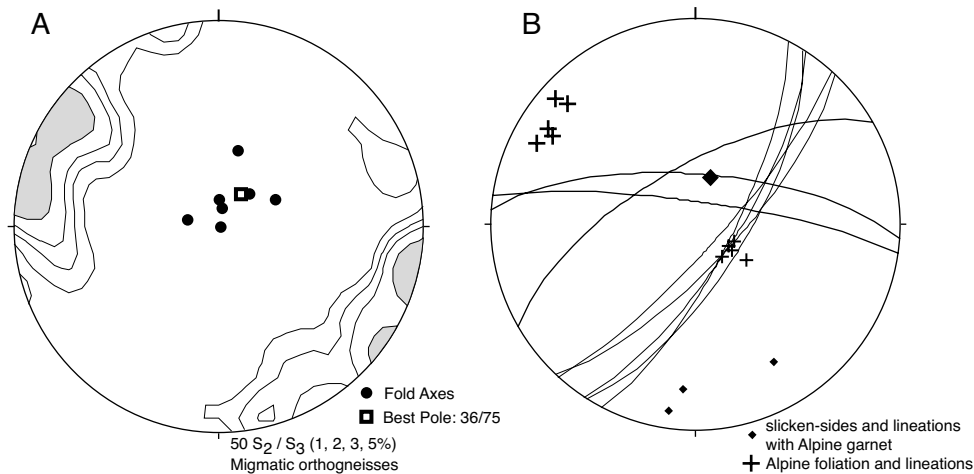 A
B
Fold Axes
Best Pole: 36/75
50 S2 / S3 (1, 2, 3, 5%)
Migmatic orthogneisses
slicken-sides and lineations
with Alpine garnet
Alpine foliation and lineations